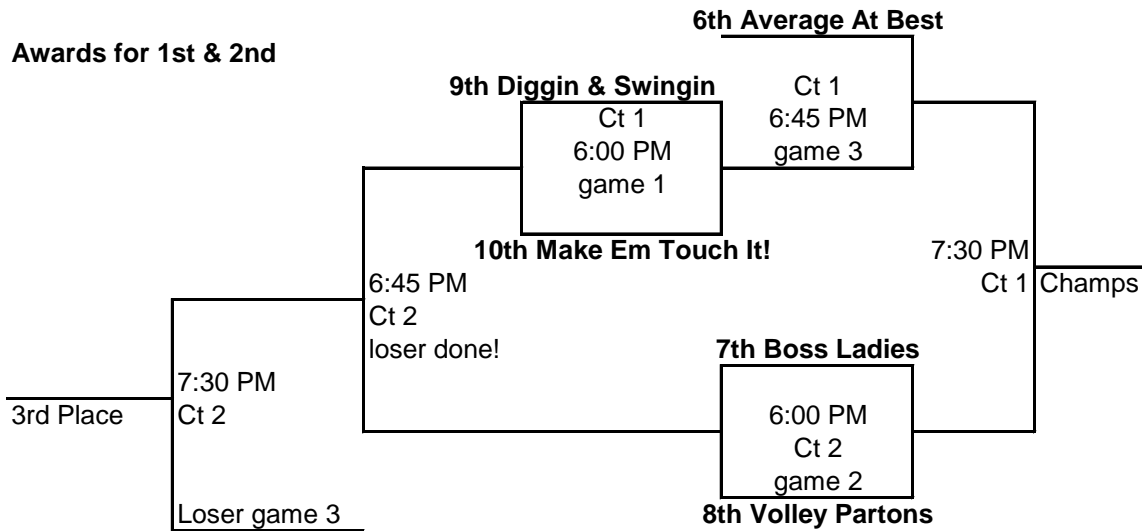 6th Average At Best
Awards for 1st & 2nd
9th Diggin & Swingin
Ct 1
6:45 PM
game 3
Ct 1
6:00 PM
game 1
10th Make Em Touch It!
7:30 PM
Ct 1
Champs
6:45 PM
Ct 2
loser done!
7th Boss Ladies
7:30 PM
Ct 2
3rd Place
6:00 PM
Ct 2
game 2
Loser game 3
8th Volley Partons